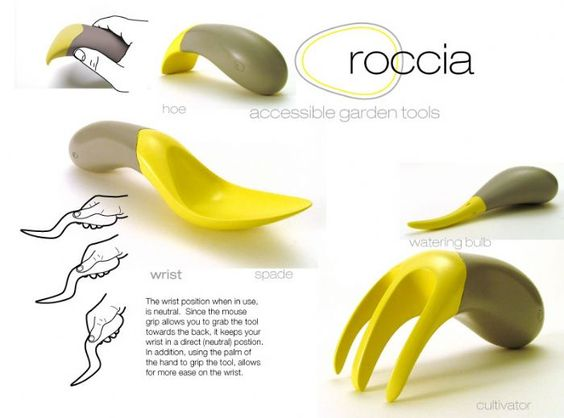 roccia
hoe
accessible garden tools
watering bulb
wrist
spade
The wrist position when in use,
is neutral. Since the mouse
grip allows you to grab the tool
towards the back, it keeps your
wrist in a direct (neutral) postion.
In addition, using the palm of
the hand to grip the tool, allows
for more ease on the wrist.
cultivator